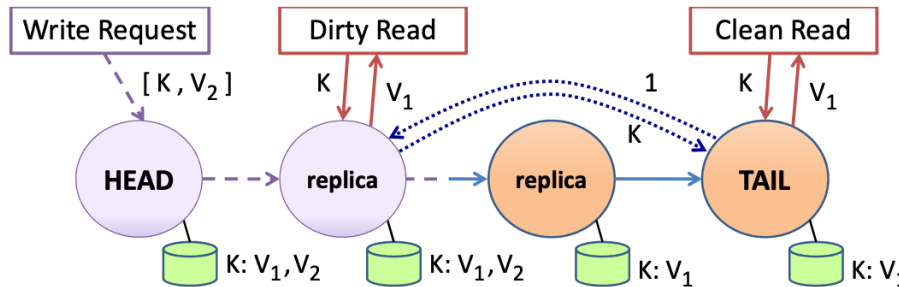 Write Request
Dirty Read
Clean Read
[ K , V₂ ]
K
V₁
1
K
K
V₁
HEAD
replica
replica
TAIL
K: V₁,V₂
K: V₁,V₂
K: V₁
K: V₁